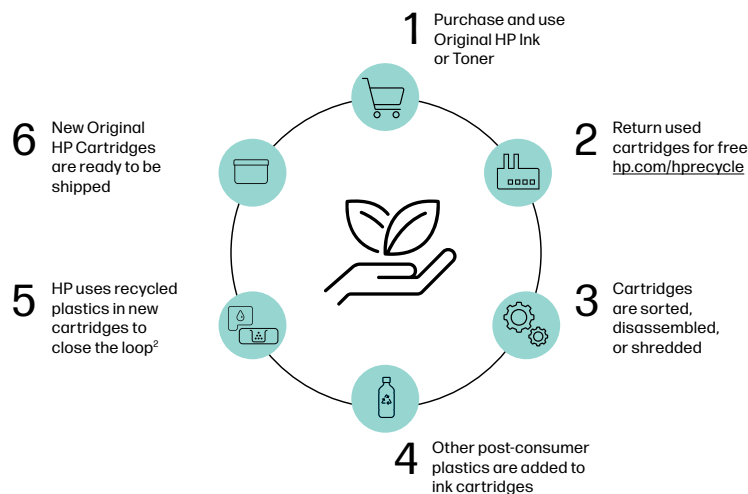 1
Purchase and use
Original HP Ink
or Toner
2
Return used
cartridges for free
hp.com/hprecycle
3
Cartridges
are sorted,
disassembled,
or shredded
4
Other post-consumer
plastics are added to
ink cartridges
5
HP uses recycled
plastics in new
cartridges to
close the loop²
6
New Original
HP Cartridges
are ready to be
shipped